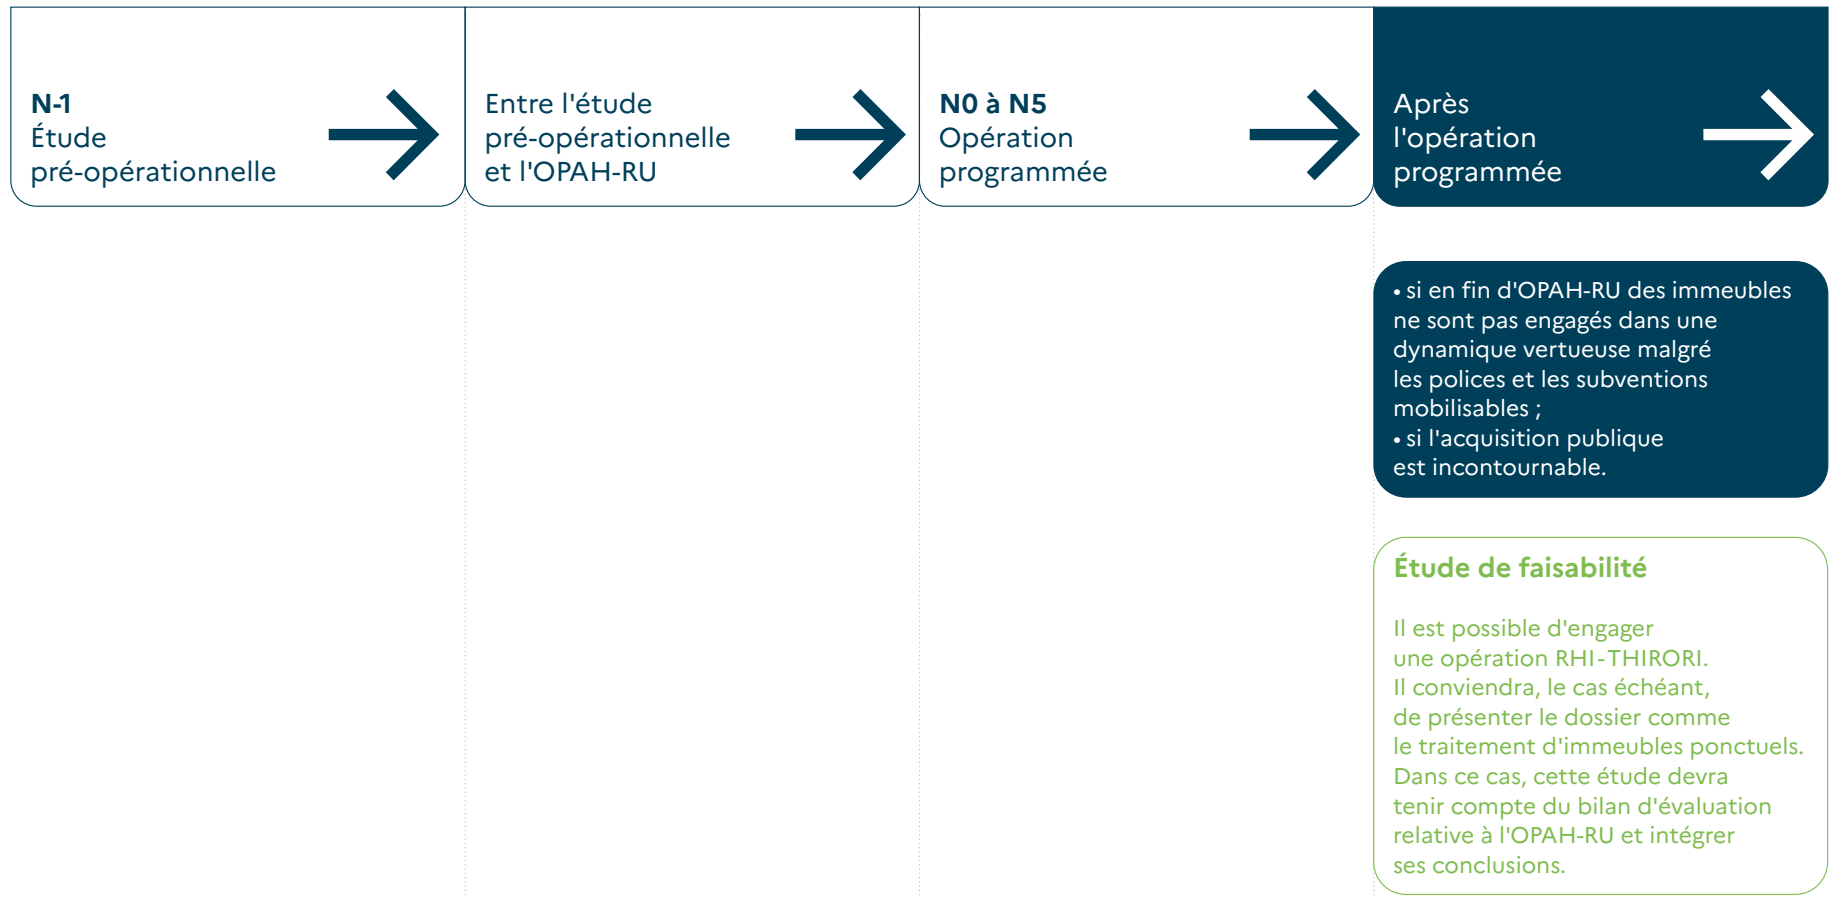 N-1
Étude
pré-opérationnelle
Entre l'étude
pré-opérationnelle
et l'OPAH-RU
N0 à N5
Opération
programmée
Après
l'opération
programmée
• si en fin d'OPAH-RU des immeubles
ne sont pas engagés dans une
dynamique vertueuse malgré
les polices et les subventions
mobilisables ;
• si l'acquisition publique
est incontournable.
Étude de faisabilité
Il est possible d'engager
une opération RHI-THIRORI.
Il conviendra, le cas échéant,
de présenter le dossier comme
le traitement d'immeubles ponctuels.
Dans ce cas, cette étude devra
tenir compte du bilan d'évaluation
relative à l'OPAH-RU et intégrer
ses conclusions.